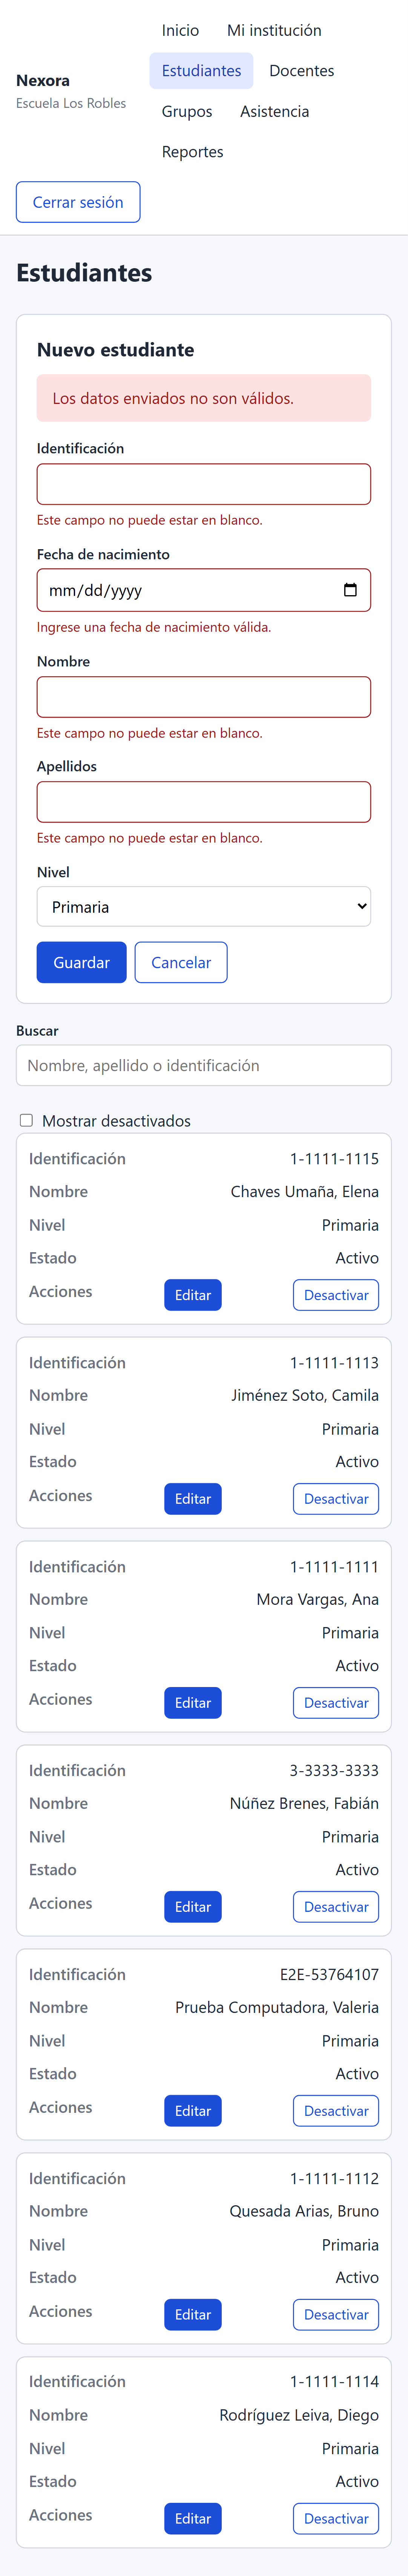 Inicio
Mi institución
Nexora
Escuela Los Robles
Estudiantes
Docentes
Grupos
Asistencia
Reportes
Cerrar sesión
Estudiantes
Nuevo estudiante
Los datos enviados no son válidos.
Identificación
Este campo no puede estar en blanco.
Fecha de nacimiento
mm/dd/yyyy
Ingrese una fecha de nacimiento válida.
Nombre
Este campo no puede estar en blanco.
Apellidos
Este campo no puede estar en blanco.
Nivel
Primaria
Guardar
Cancelar
Buscar
Nombre, apellido o identificación
Mostrar desactivados
Identificación 1-1111-1115
Nombre Chaves Umaña, Elena
Nivel Primaria
Estado Activo
Acciones Editar Desactivar
Identificación 1-1111-1113
Nombre Jiménez Soto, Camila
Nivel Primaria
Estado Activo
Acciones Editar Desactivar
Identificación 1-1111-1111
Nombre Mora Vargas, Ana
Nivel Primaria
Estado Activo
Acciones Editar Desactivar
Identificación 3-3333-3333
Nombre Núñez Brenes, Fabián
Nivel Primaria
Estado Activo
Acciones Editar Desactivar
Identificación E2E-53764107
Nombre Prueba Computadora, Valeria
Nivel Primaria
Estado Activo
Acciones Editar Desactivar
Identificación 1-1111-1112
Nombre Quesada Arias, Bruno
Nivel Primaria
Estado Activo
Acciones Editar Desactivar
Identificación 1-1111-1114
Nombre Rodríguez Leiva, Diego
Nivel Primaria
Estado Activo
Acciones Editar Desactivar